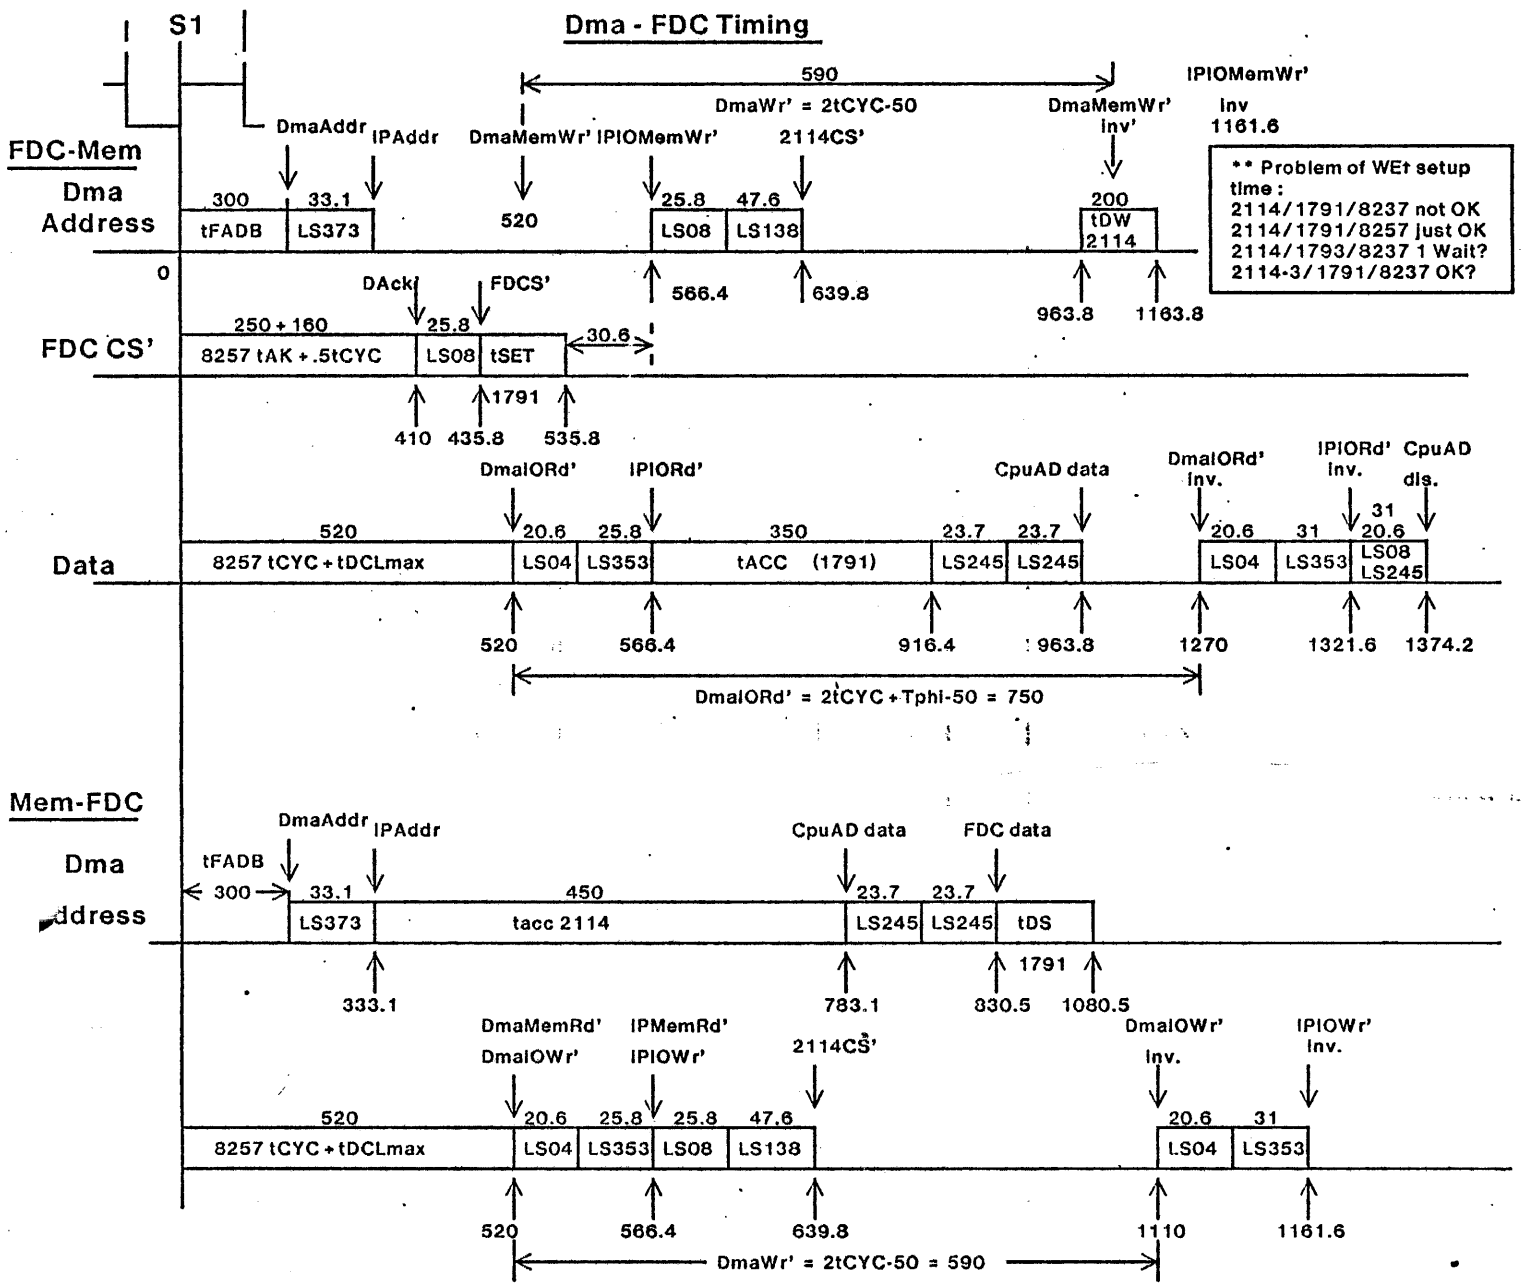 S1
Dma - FDC Timing
590
DmaWr' = 2tCYC-50
IPIOMemWr'
Inv
1161.6
DmaMemWr'
Inv'
DmaAddr
IPAddr
DmaMemWr'
IPIOMemWr'
2114CS'
FDC-Mem
Dma
Address
300
tFADB
33.1
LS373
520
25.8
LS08
47.6
LS138
200
tDW
2114
** Problem of WE↑ setup
time :
2114/1791/8237 not OK
2114/1791/8257 just OK
2114/1793/8237 1 Wait?
2114-3/1791/8237 OK?
0
566.4
639.8
963.8
1163.8
DAck'
FDCS'
FDC CS'
250 + 160
8257 tAK + .5tCYC
25.8
LS08
tSET
1791
30.6
410
435.8
535.8
DmaIORd'
IPIORd'
CpuAD data
DmaIORd'
Inv.
IPIORd'
Inv.
CpuAD
dis.
Data
520
8257 tCYC + tDCLmax
20.6
LS04
25.8
LS353
350
tACC (1791)
23.7
LS245
23.7
LS245
20.6
LS04
31
LS353
31
20.6
LS08
LS245
520
566.4
916.4
963.8
1270
1321.6
1374.2
DmaIORd' = 2tCYC + Tphi-50 = 750
Mem-FDC
DmaAddr
IPAddr
CpuAD data
FDC data
Dma
ddress
tFADB
300
33.1
LS373
450
tacc 2114
23.7
LS245
23.7
LS245
tDS
1791
333.1
783.1
830.5
1080.5
DmaMemRd'
DmaIOWr'
IPMemRd'
IPIOWr'
2114CS'
DmaIOWr'
Inv.
IPIOWr'
Inv.
520
8257 tCYC + tDCLmax
20.6
LS04
25.8
LS353
25.8
LS08
47.6
LS138
20.6
LS04
31
LS353
520
566.4
639.8
1110
1161.6
DmaWr' = 2tCYC-50 = 590